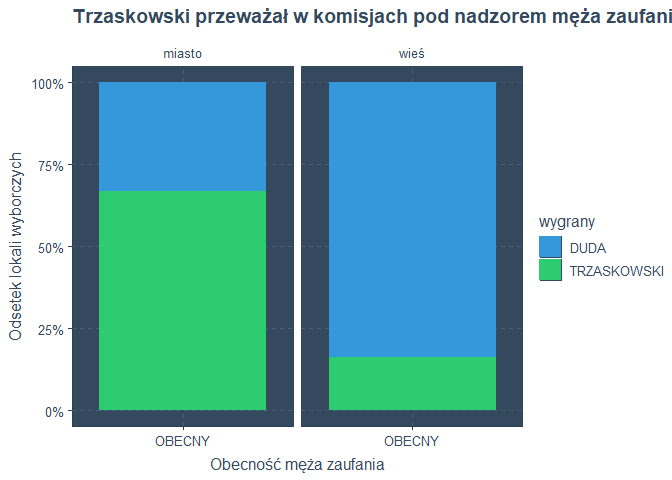 Trzaskowski przeważał w komisjach pod nadzorem męża zaufani
miasto
wieś
100%
75%
50%
25%
0%
Odsetek lokali wyborczych
OBECNY
OBECNY
Obecność męża zaufania
wygrany
DUDA
TRZASKOWSKI